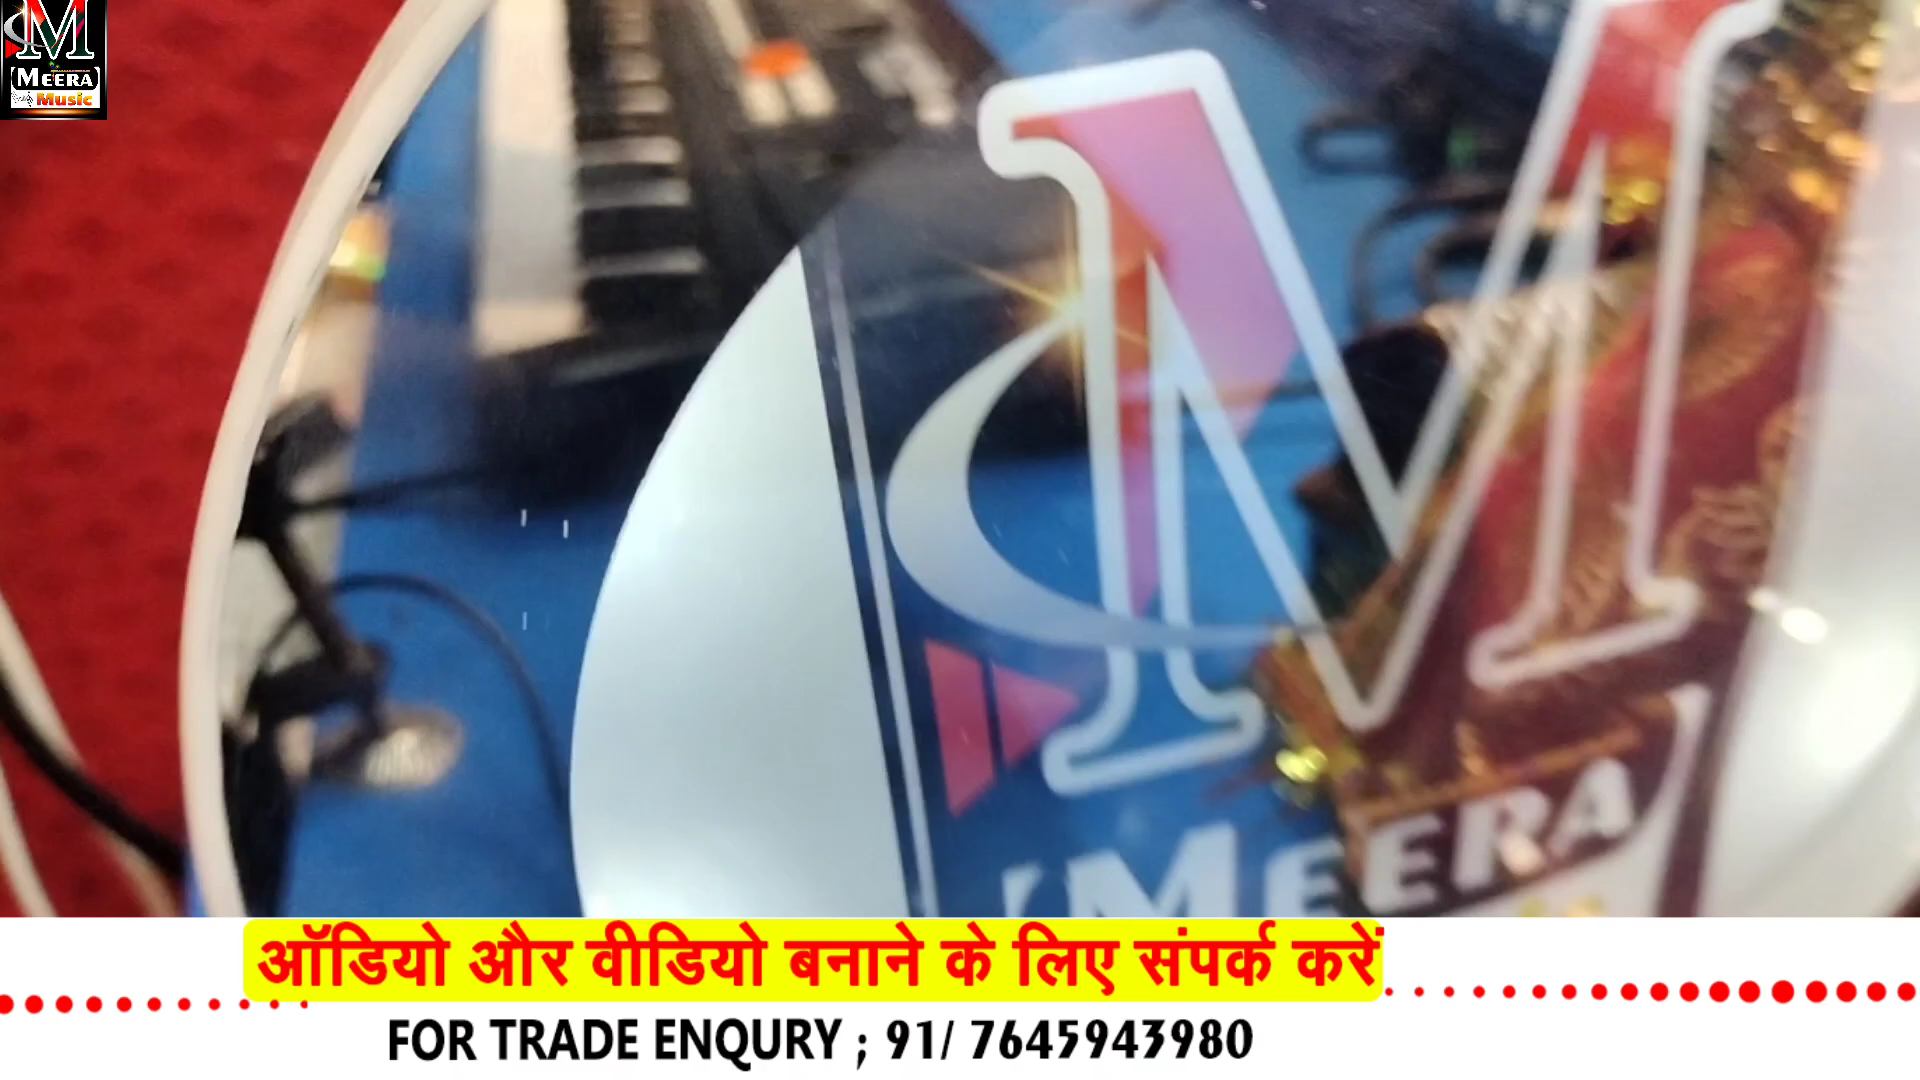 M
MEERA
Music
M
MEERA
ऑडियो और वीडियो बनाने के लिए संपर्क करें
FOR TRADE ENQURY ; 91/ 7645943980